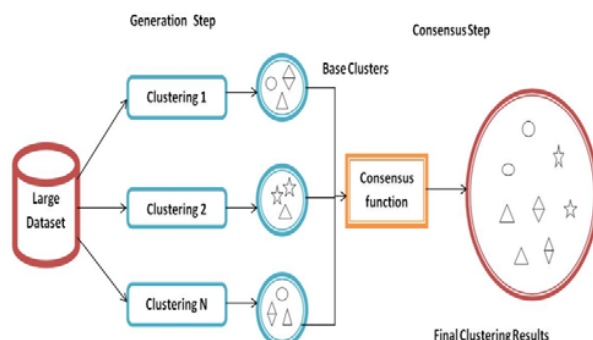 Generation Step
Consensus Step
Base Clusters
Clustering 1
Large
Dataset
Clustering 2
Consensus
function
Clustering N
Final Clustering Results